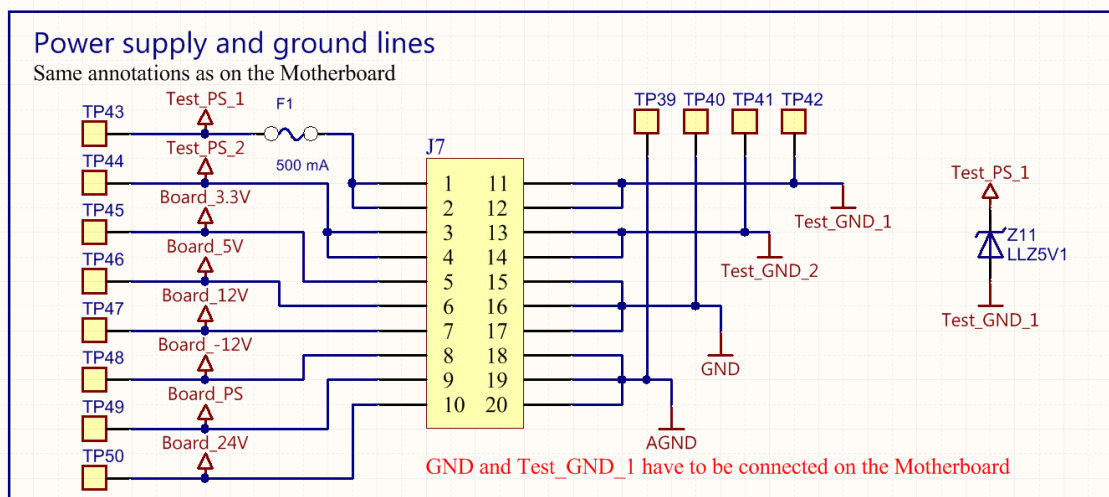 Power supply and ground lines
Same annotations as on the Motherboard
TP43
Test_PS_1
F1
500 mA
TP44
Test_PS_2
TP45
Board_3.3V
TP46
Board_5V
TP47
Board_12V
TP48
Board_-12V
TP49
Board_PS
TP50
Board_24V
J7
1 11
2 12
3 13
4 14
5 15
6 16
7 17
8 18
9 19
10 20
TP39 TP40 TP41 TP42
Test_GND_1
Test_GND_2
GND
AGND
Test_PS_1
Z11
LLZ5V1
Test_GND_1
GND and Test_GND_1 have to be connected on the Motherboard